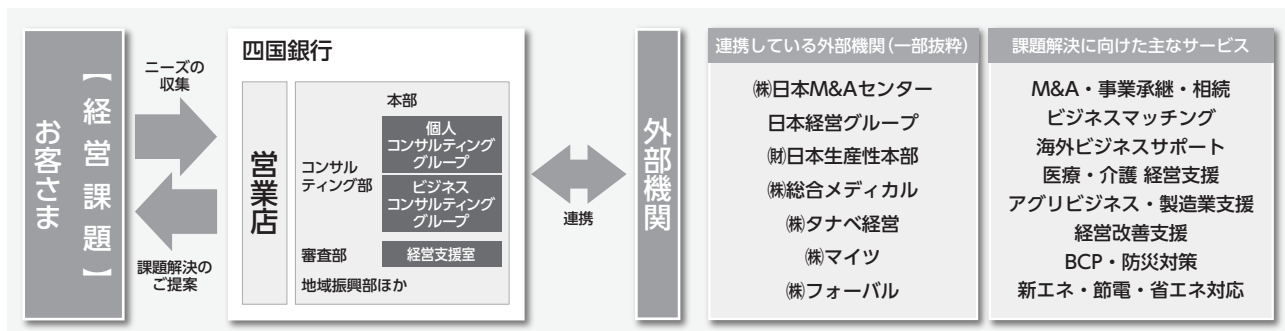 お客さま
【経営課題】
ニーズの
収集
課題解決の
ご提案
四国銀行
営業店
本部
コンサル
ティング部
個人
コンサルティング
グループ
ビジネス
コンサルティング
グループ
審査部
経営支援室
地域振興部ほか
連携
外部機関
連携している外部機関(一部抜粋)
㈱日本M&Aセンター
日本経営グループ
㈶日本生産性本部
㈱総合メディカル
㈱タナベ経営
㈱マイツ
㈱フォーバル
課題解決に向けた主なサービス
M&A・事業承継・相続
ビジネスマッチング
海外ビジネスサポート
医療・介護 経営支援
アグリビジネス・製造業支援
経営改善支援
BCP・防災対策
新エネ・節電・省エネ対応